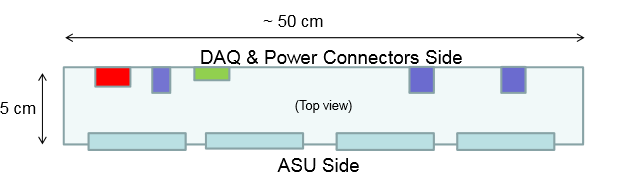 ~ 50 cm
DAQ & Power Connectors Side
5 cm
(Top view)
ASU Side